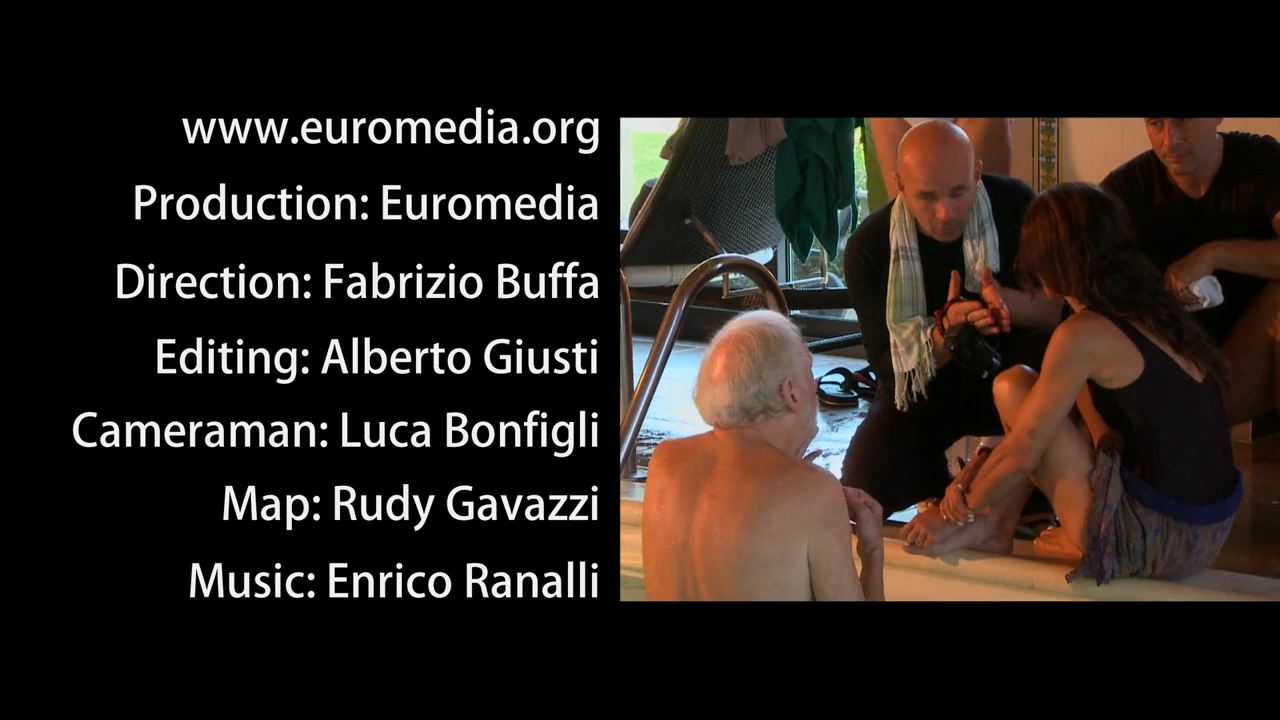 www.euromedia.org
Production: Euromedia
Direction: Fabrizio Buffa
Editing: Alberto Giusti
Cameraman: Luca Bonfigli
Map: Rudy Gavazzi
Music: Enrico Ranalli